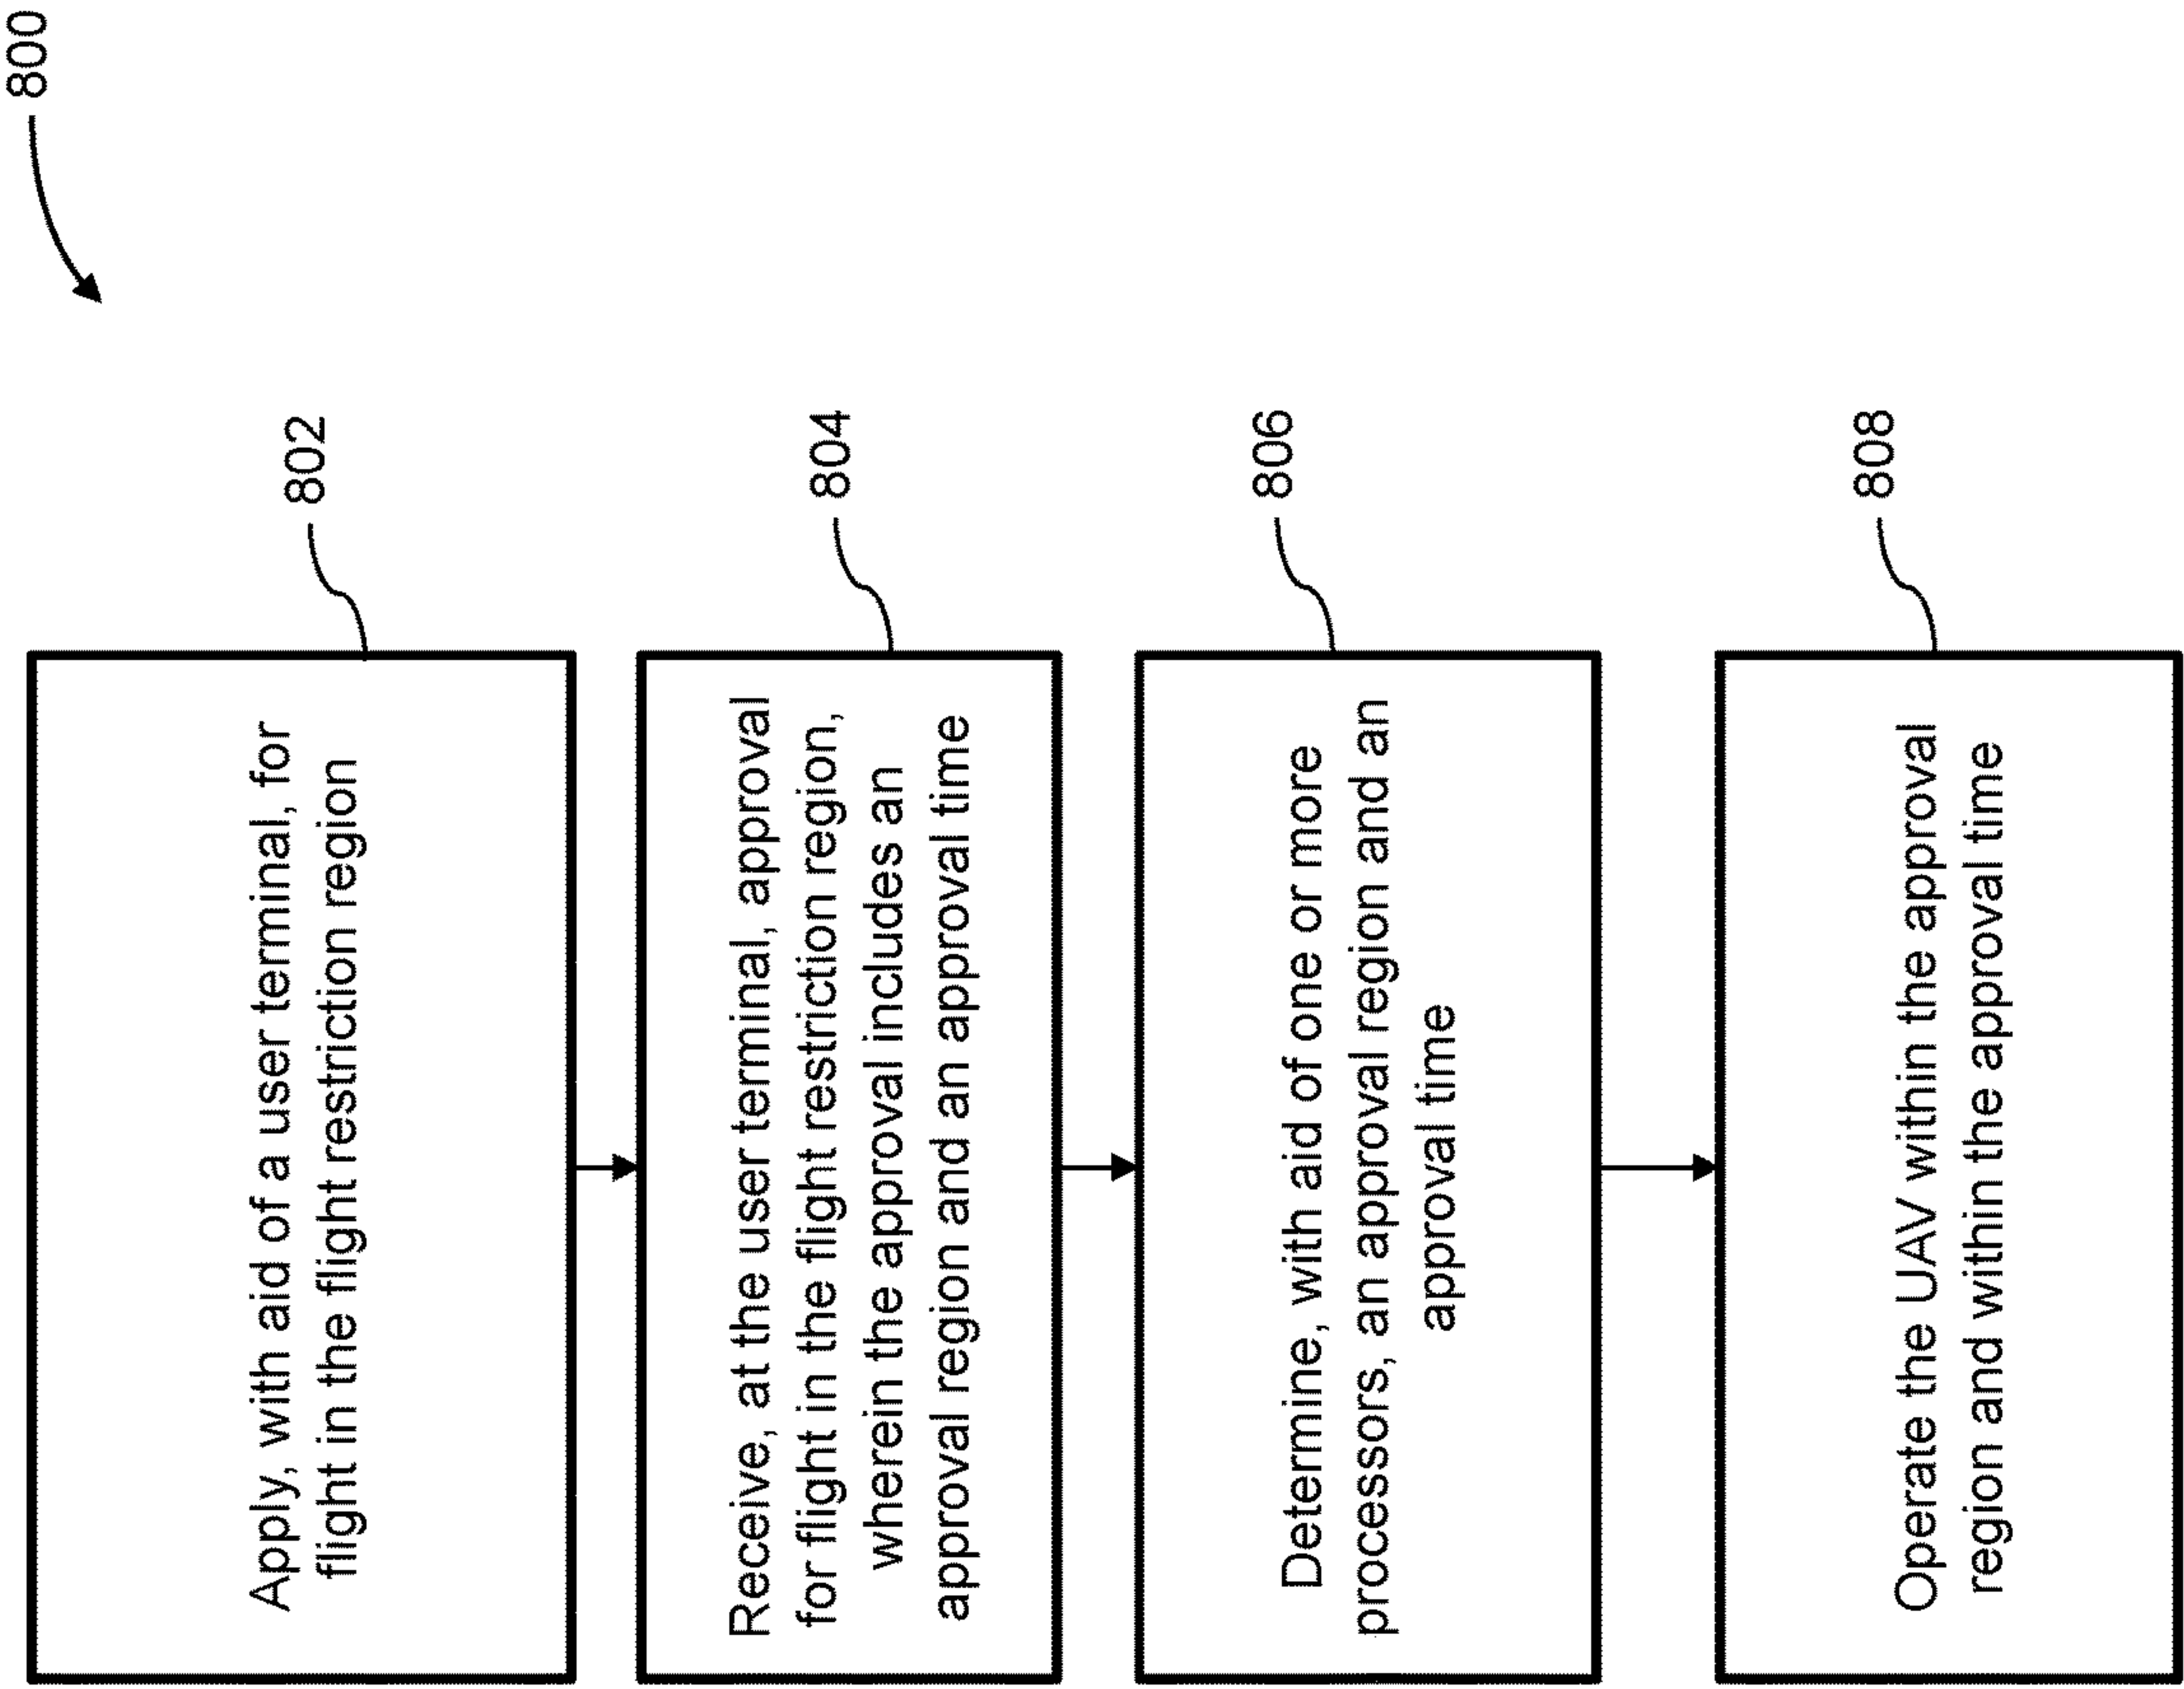 800
802
Apply, with aid of a user terminal, for
flight in the flight restriction region
804
Receive, at the user terminal, approval
for flight in the flight restriction region,
wherein the approval includes an
approval region and an approval time
806
Determine, with aid of one or more
processors, an approval region and an
approval time
808
Operate the UAV within the approval
region and within the approval time